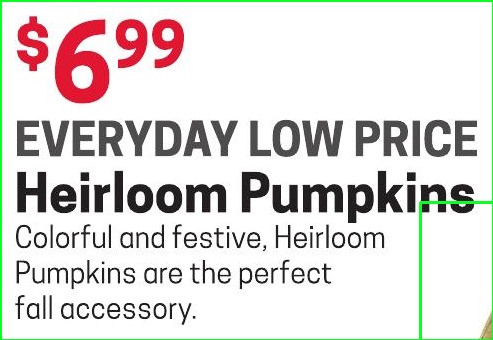 $6.99
EVERYDAY LOW PRICE
Heirloom Pumpkins
Colorful and festive, Heirloom
Pumpkins are the perfect
fall accessory.